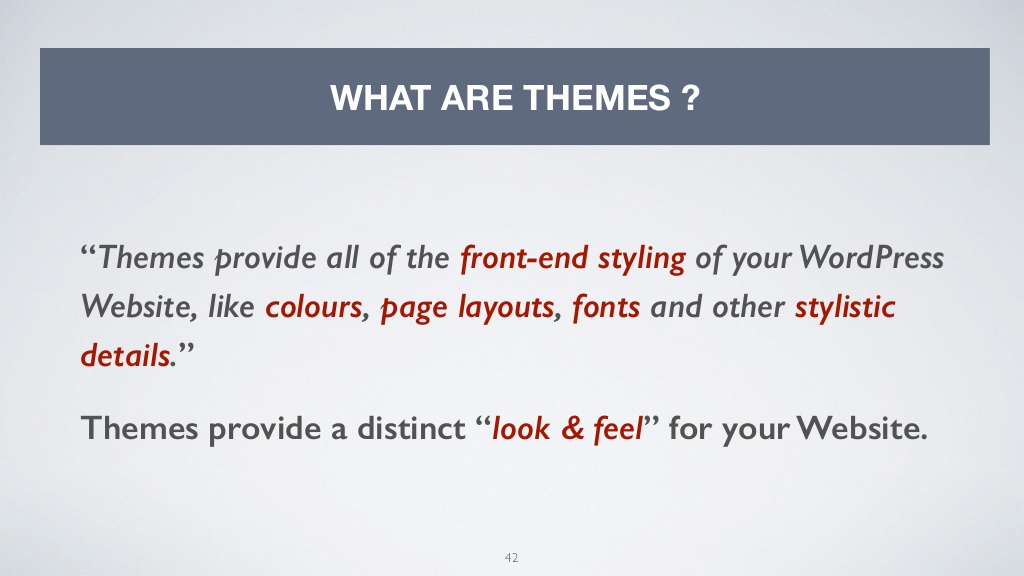 WHAT ARE THEMES ?
“Themes provide all of the front-end styling of your WordPress
Website, like colours, page layouts, fonts and other stylistic
details.”
Themes provide a distinct “look & feel” for your Website.
42